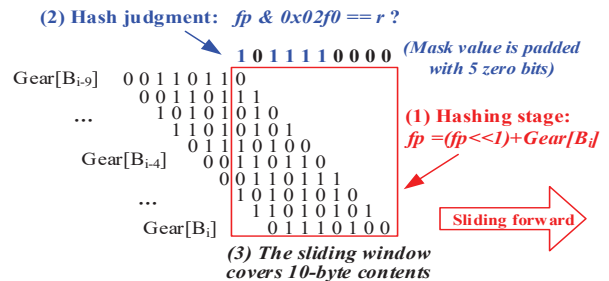 (2) Hash judgment: fp & 0x02f0 == r ?
1 0 1 1 1 1 0 0 0 0
(Mask value is padded
with 5 zero bits)
Gear[Bi-9] 0 0 1 1 0 1 1 0
0 0 1 1 1 0 1 1
... 1 0 1 0 1 0 1 0
1 1 0 1 0 1 0 1
1 1 0 1 0 1 0 0
Gear[Bi-4] 0 0 1 1 0 1 1 0
0 0 1 1 0 1 1 1
... 1 0 1 0 1 0 1 0
1 1 0 1 0 1 0 1
Gear[Bi] 0 1 1 1 0 1 0 0
(1) Hashing stage:
fp =(fp<<1)+Gear[Bi]
Sliding forward
(3) The sliding window
covers 10-byte contents